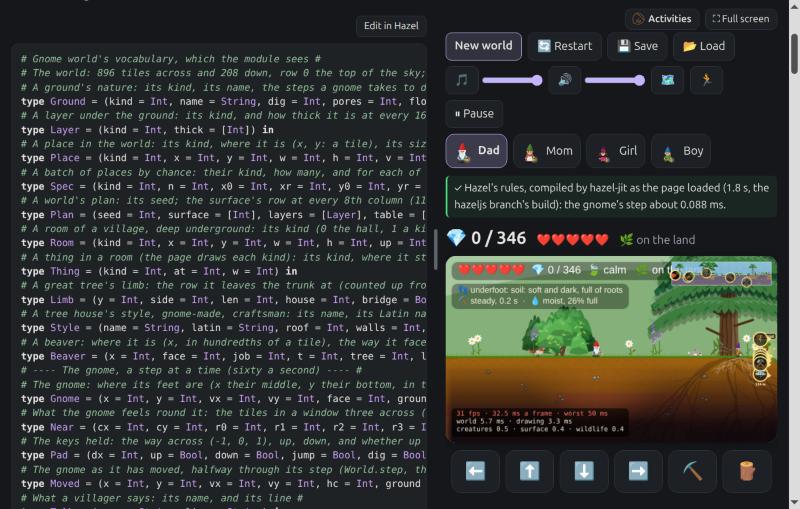 Edit in Hazel
# Gnome world's vocabulary, which the module sees #
# The world: 896 tiles across and 208 down, row 0 the top of the sky;
# A ground's nature: its kind, its name, the steps a gnome takes to d
type Ground = (kind = Int, name = String, dig = Int, pores = Int, flo
# A layer under the ground: its kind, and how thick it is at every 16
type Layer = (kind = Int, thick = [Int]) in
# A place in the world: its kind, where it is (x, y: a tile), its siz
type Place = (kind = Int, x = Int, y = Int, w = Int, h = Int, v = Int
# A batch of places by chance: their kind, how many, and for each of
type Spec = (kind = Int, n = Int, x0 = Int, xr = Int, y0 = Int, yr =
# A world's plan: its seed; the surface's row at every 8th column (11
type Plan = (seed = Int, surface = [Int], layers = [Layer], table = [
# A room of a village, deep underground: its kind (0 the hall, 1 a ki
type Room = (kind = Int, x = Int, y = Int, w = Int, h = Int, up = Int
# A thing in a room (the page draws each kind): its kind, where it st
type Thing = (kind = Int, at = Int, w = Int) in
# A great tree's limb: the row it leaves the trunk at (counted up fro
type Limb = (y = Int, side = Int, len = Int, house = Int, bridge = Bo
# A tree house's style, gnome-made, craftsman: its name, its Latin na
type Style = (name = String, latin = String, roof = Int, walls = Int,
# A beaver: where it is (x, in hundredths of a tile), the way it face
type Beaver = (x = Int, face = Int, job = Int, t = Int, tree = Int, l
# ---- The gnome, a step at a time (sixty a second) ---- #
# The gnome: where its feet are (x their middle, y their bottom, in t
type Gnome = (x = Int, y = Int, vx = Int, vy = Int, face = Int, groun
# What the gnome feels round it: the tiles in a window three across (
type Near = (cx = Int, cy = Int, r0 = Int, r1 = Int, r2 = Int, r3 = I
# The keys held: the way across (-1, 0, 1), up, down, and whether up
type Pad = (dx = Int, up = Bool, down = Bool, jump = Bool, dig = Bool
# The gnome as it has moved, halfway through its step (World.step, th
type Moved = (x = Int, y = Int, vx = Int, vy = Int, hc = Int, ground
# What a villager says: its name, and its line #
Activities
Full screen
New world
Restart
Save
Load
Pause
Dad
Mom
Girl
Boy
✓ Hazel's rules, compiled by hazel-jit as the page loaded (1.8 s, the
hazeljs branch's build): the gnome's step about 0.088 ms.
0 / 346
on the land
0 / 346 calm on
underfoot: soil: soft and dark, full of roots
steady, 0.2 s · moist, 26% full
31 fps · 32.5 ms a frame · worst 50 ms
world 5.7 ms · drawing 3.3 ms
creatures 0.5 · surface 0.4 · wildlife 0.4